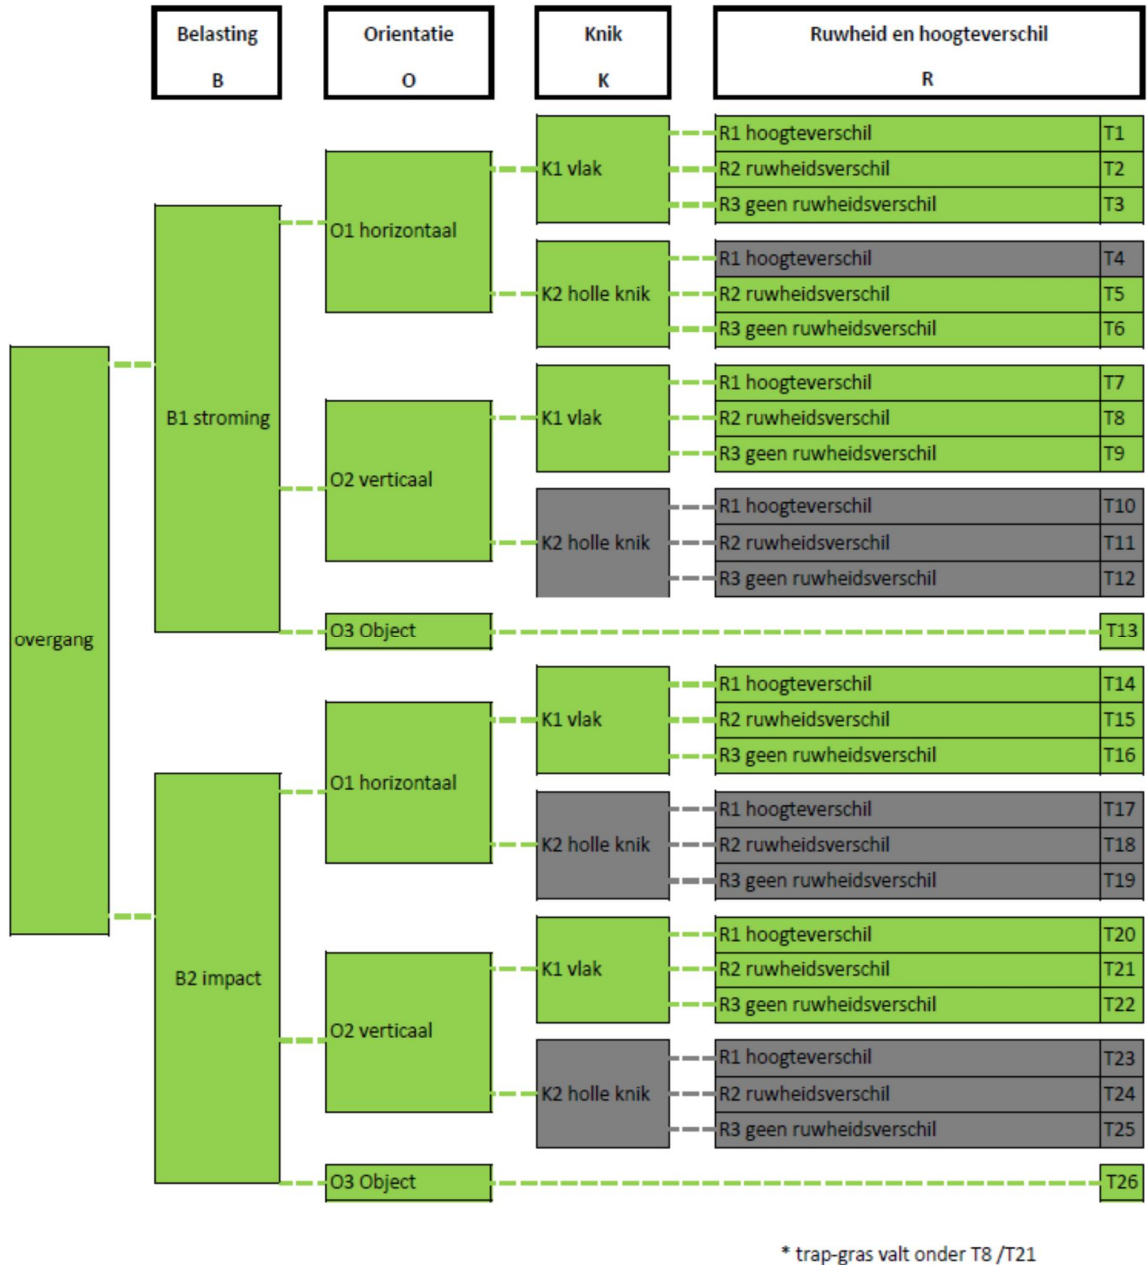 Belasting
B
Orientatie
O
Knik
K
Ruwheid en hoogteverschil
R
overgang
B1 stroming
O1 horizontaal
K1 vlak
R1 hoogteverschil T1
R2 ruwheidsverschil T2
R3 geen ruwheidsverschil T3
K2 holle knik
R1 hoogteverschil T4
R2 ruwheidsverschil T5
R3 geen ruwheidsverschil T6
O2 verticaal
K1 vlak
R1 hoogteverschil T7
R2 ruwheidsverschil T8
R3 geen ruwheidsverschil T9
K2 holle knik
R1 hoogteverschil T10
R2 ruwheidsverschil T11
R3 geen ruwheidsverschil T12
O3 Object T13
B2 impact
O1 horizontaal
K1 vlak
R1 hoogteverschil T14
R2 ruwheidsverschil T15
R3 geen ruwheidsverschil T16
K2 holle knik
R1 hoogteverschil T17
R2 ruwheidsverschil T18
R3 geen ruwheidsverschil T19
O2 verticaal
K1 vlak
R1 hoogteverschil T20
R2 ruwheidsverschil T21
R3 geen ruwheidsverschil T22
K2 holle knik
R1 hoogteverschil T23
R2 ruwheidsverschil T24
R3 geen ruwheidsverschil T25
O3 Object T26
* trap-gras valt onder T8 /T21